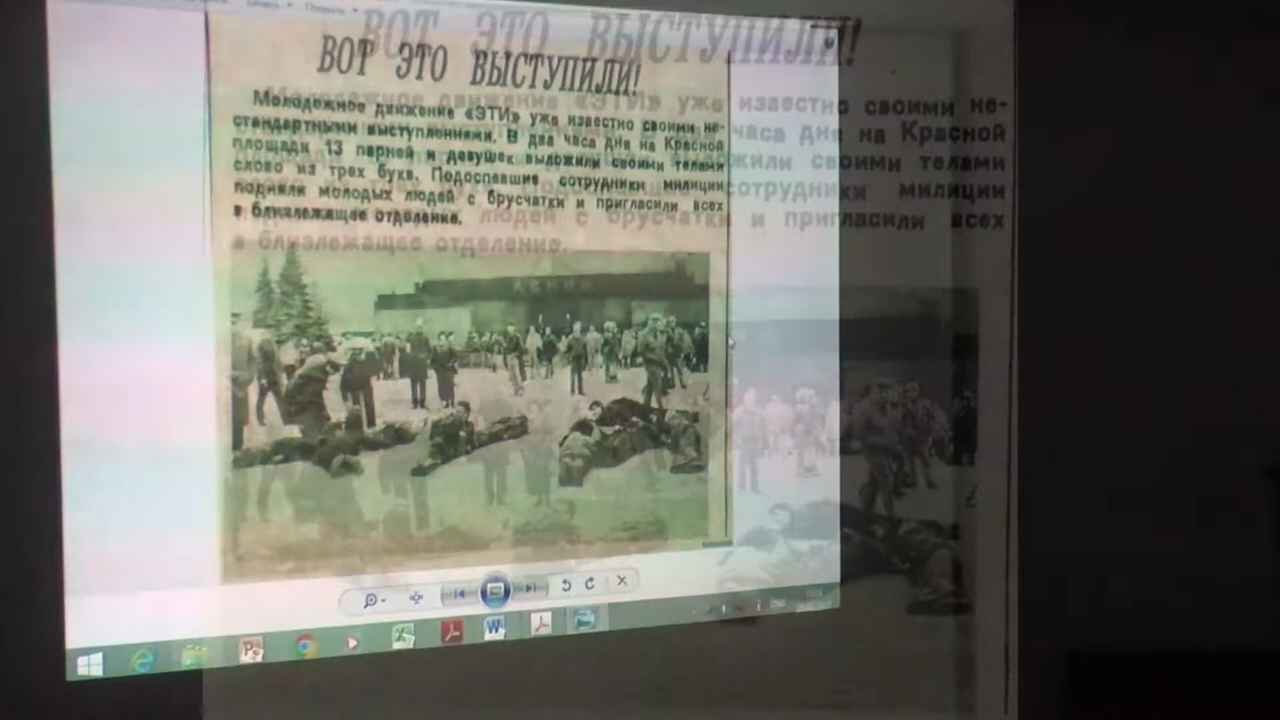 ВОТ ЭТО ВЫСТУПИЛИ!
Молодежное движение «ЭТИ» уже известно своими не-
стандартными выступлениями. В два часа дня на Красной
площади 13 парней и девушек выложили своими телами
слово из трех букв. Подоспевшие сотрудники милиции
подняли молодых людей с брусчатки и пригласили всех
в близлежащее отделение.
ЛЕНИН